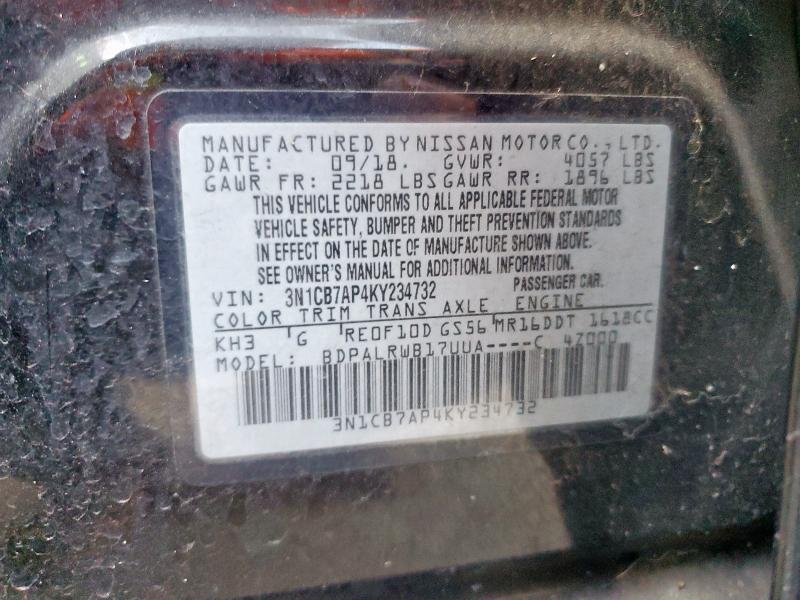 MANUFACTURED BY NISSAN MOTOR CO., LTD.
DATE: 09/18. GVWR: 4057 LBS
GAWR FR: 2218 LBS GAWR RR: 1896 LBS
THIS VEHICLE CONFORMS TO ALL APPLICABLE FEDERAL MOTOR
VEHICLE SAFETY, BUMPER AND THEFT PREVENTION STANDARDS
IN EFFECT ON THE DATE OF MANUFACTURE SHOWN ABOVE.
SEE OWNER'S MANUAL FOR ADDITIONAL INFORMATION.
VIN: 3N1CB7AP4KY234732 PASSENGER CAR.
COLOR TRIM TRANS AXLE ENGINE
KH3 G RE0F10D GS56 MR16DDT 1618CC
MODEL: BDPALRWB17UUA----C 4Z000
3N1CB7AP4KY234732